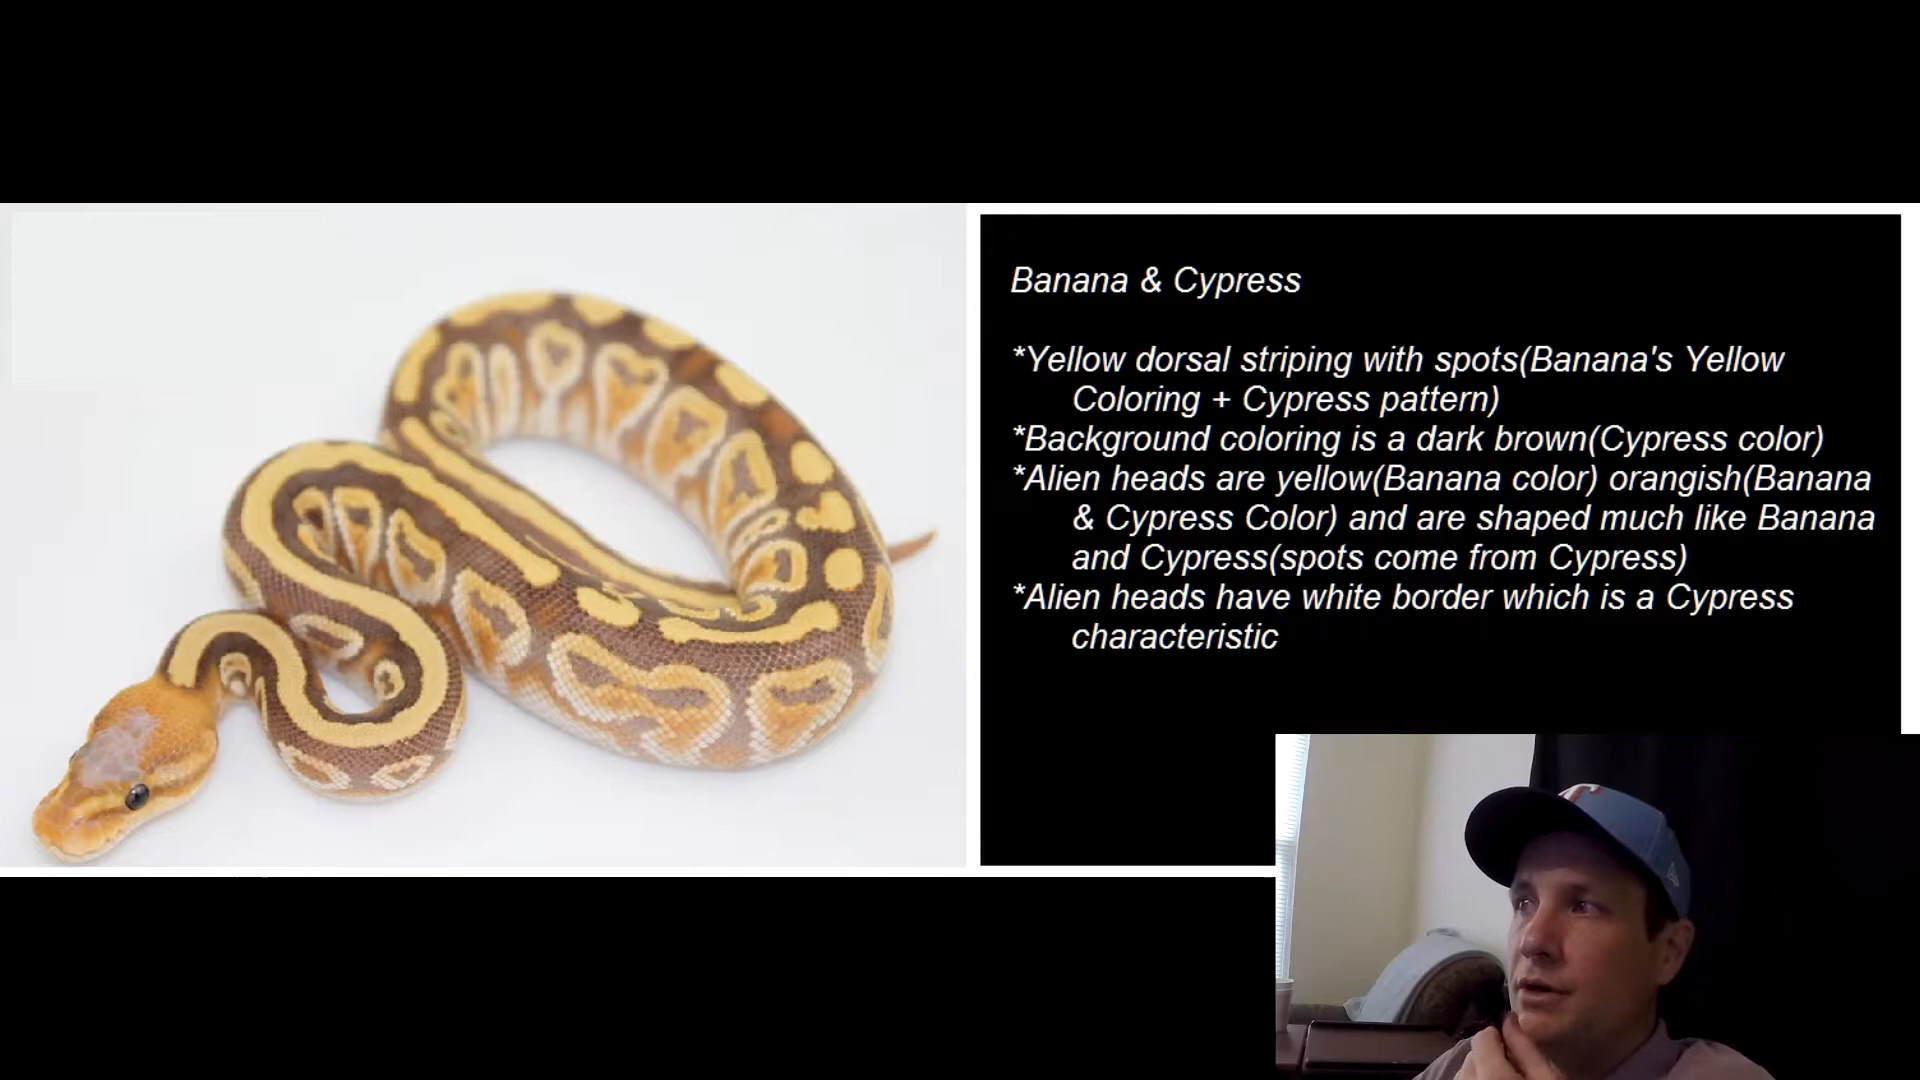 Banana & Cypress
*Yellow dorsal striping with spots(Banana's Yellow
Coloring + Cypress pattern)
*Background coloring is a dark brown(Cypress color)
*Alien heads are yellow(Banana color) orangish(Banana
& Cypress Color) and are shaped much like Banana
and Cypress(spots come from Cypress)
*Alien heads have white border which is a Cypress
characteristic